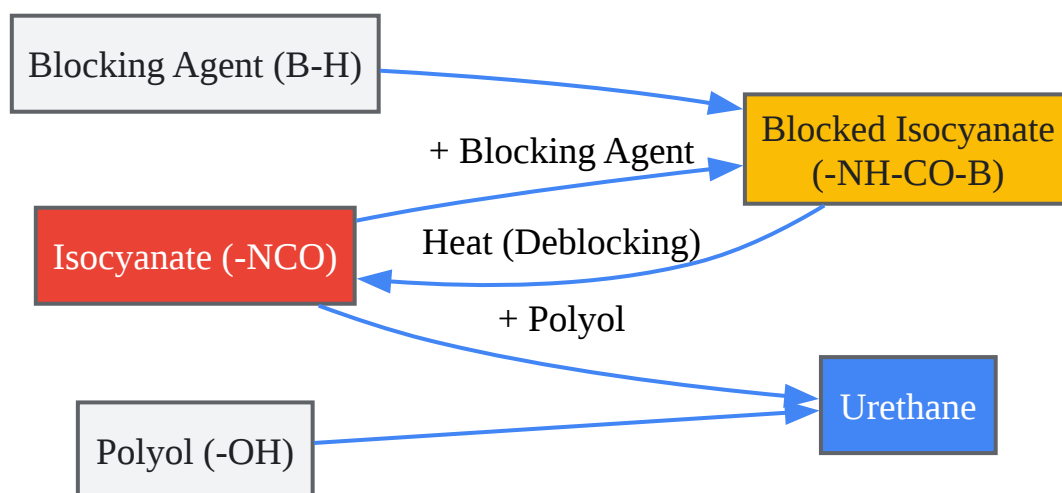 Blocking Agent (B-H)
Blocked Isocyanate
(-NH-CO-B)
+ Blocking Agent
Isocyanate (-NCO)
Heat (Deblocking)
+ Polyol
Urethane
Polyol (-OH)